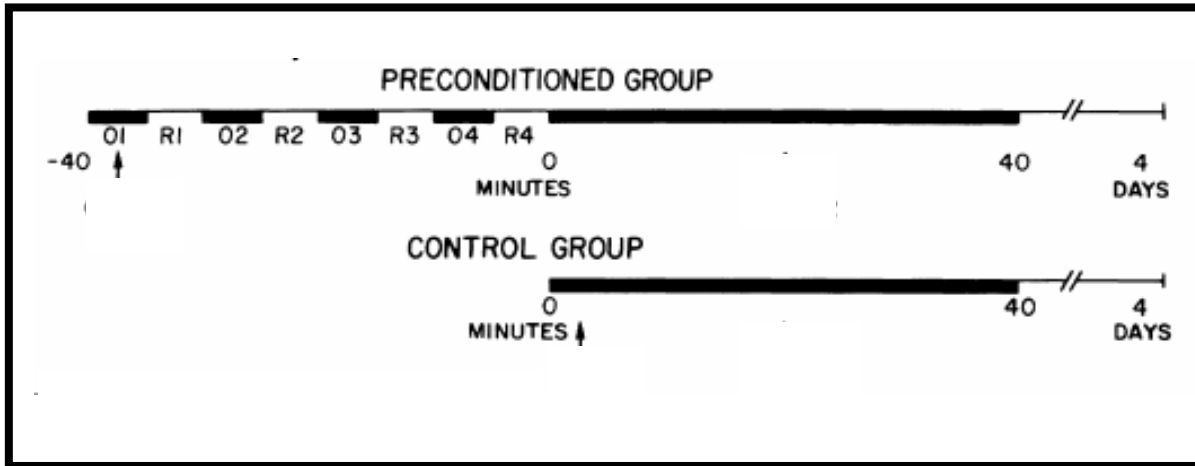 PRECONDITIONED GROUP
O1 R1 O2 R2 O3 R3 O4 R4
-40 0 40 4
MINUTES DAYS
CONTROL GROUP
0 40 4
MINUTES DAYS